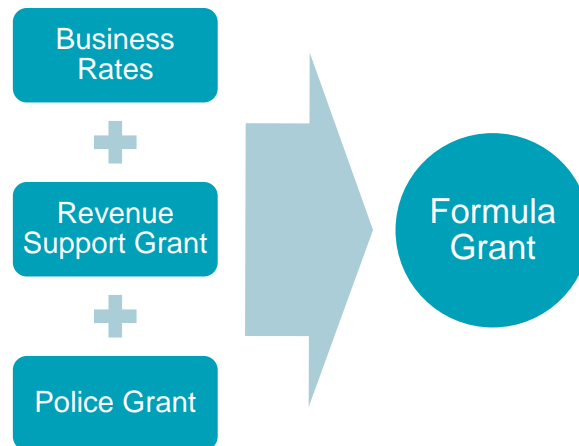 Business
Rates
Revenue
Support Grant
Police Grant
Formula
Grant